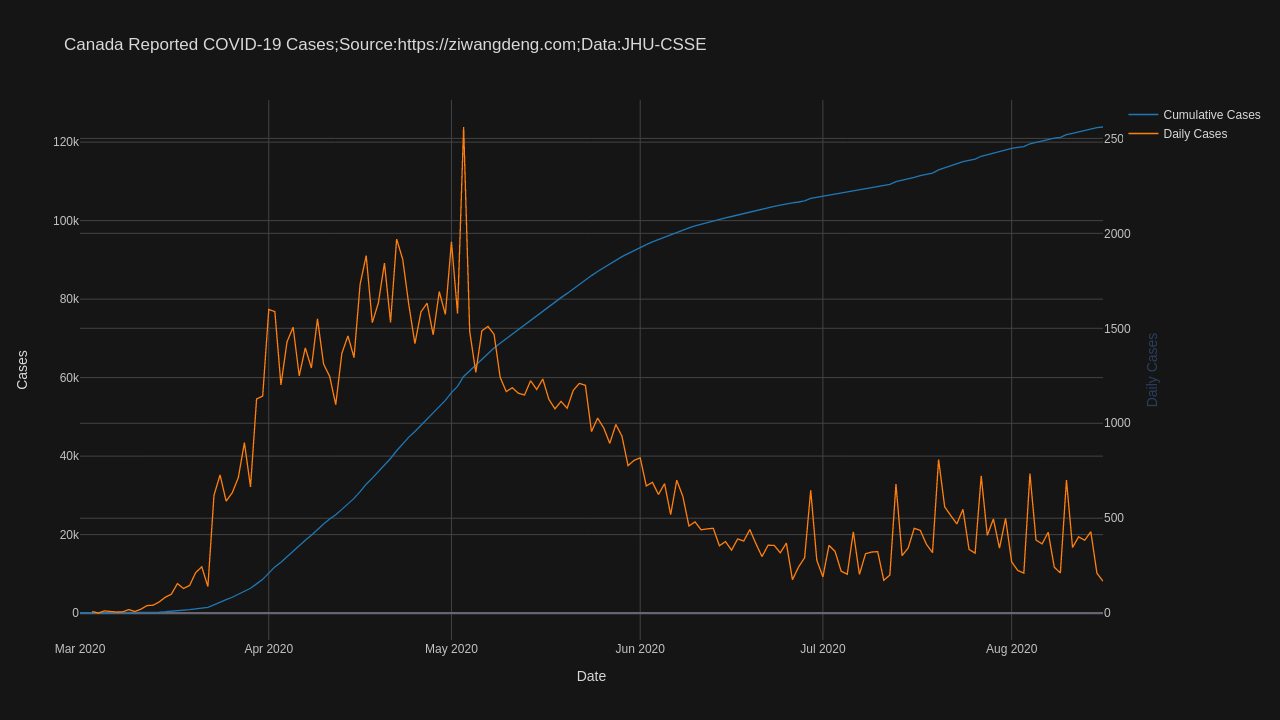 Canada Reported COVID-19 Cases;Source:https://ziwangdeng.com;Data:JHU-CSSE
Cumulative Cases
Daily Cases
120k
100k
80k
60k
40k
20k
0
Cases
250
2000
1500
1000
500
0
Daily Cases
Mar 2020
Apr 2020
May 2020
Jun 2020
Jul 2020
Aug 2020
Date